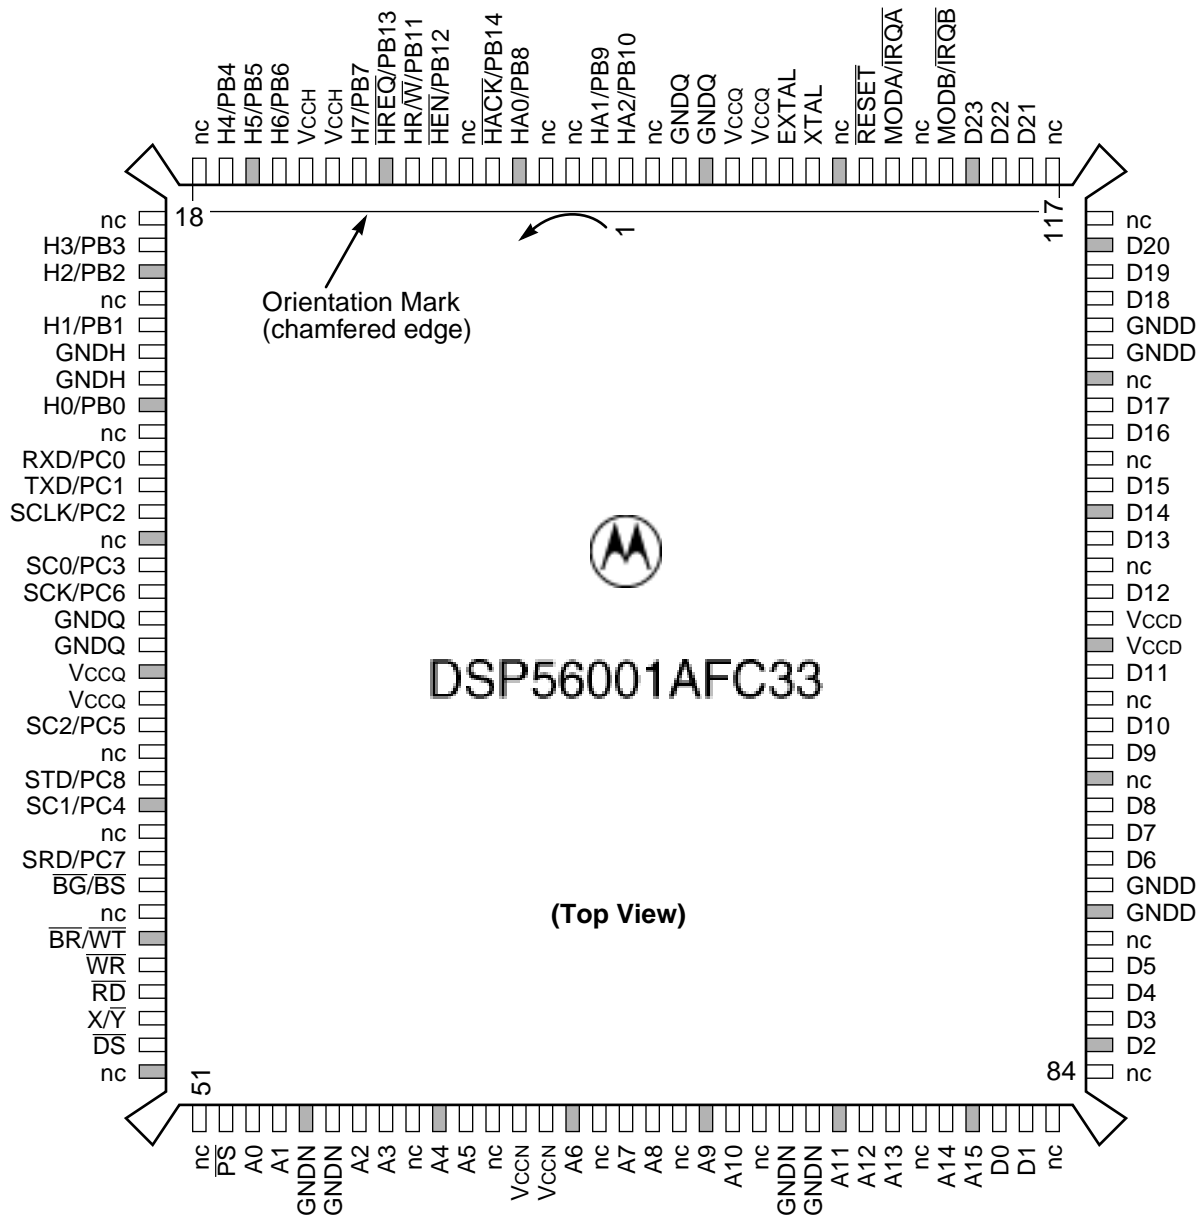 nc
H4/PB4
H5/PB5
H6/PB6
VCCH
VCCH
H7/PB7
HREQ/PB13
HR/W/PB11
HEN/PB12
nc
HACK/PB14
HA0/PB8
nc
nc
HA1/PB9
HA2/PB10
nc
GNDQ
GNDQ
VCCQ
VCCQ
EXTAL
XTAL
nc
RESET
MODA/IRQA
nc
MODB/IRQB
D23
D22
D21
nc
18
1
117
Orientation Mark
(chamfered edge)
nc
H3/PB3
H2/PB2
nc
H1/PB1
GNDH
GNDH
H0/PB0
nc
RXD/PC0
TXD/PC1
SCLK/PC2
nc
SC0/PC3
SCK/PC6
GNDQ
GNDQ
VCCQ
VCCQ
SC2/PC5
nc
STD/PC8
SC1/PC4
nc
SRD/PC7
BG/BS
nc
BR/WT
WR
RD
X/Y
DS
nc
DSP56001AFC33
(Top View)
nc
D20
D19
D18
GNDD
GNDD
nc
D17
D16
nc
D15
D14
D13
nc
D12
VCCD
VCCD
D11
nc
D10
D9
nc
D8
D7
D6
GNDD
GNDD
nc
D5
D4
D3
D2
nc
51
84
nc
PS
A0
A1
GNDN
GNDN
A2
A3
nc
A4
A5
nc
VCCN
VCCN
A6
nc
A7
A8
nc
A9
A10
nc
GNDN
GNDN
A11
A12
A13
nc
A14
A15
D0
D1
nc